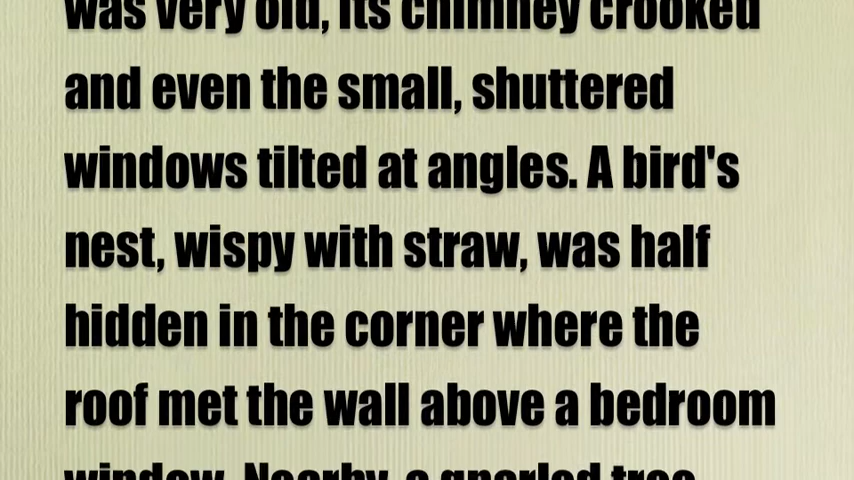 was very old, its chimney crooked
and even the small, shuttered
windows tilted at angles. A bird's
nest, wispy with straw, was half
hidden in the corner where the
roof met the wall above a bedroom
window. Nearby, a gnarled tree